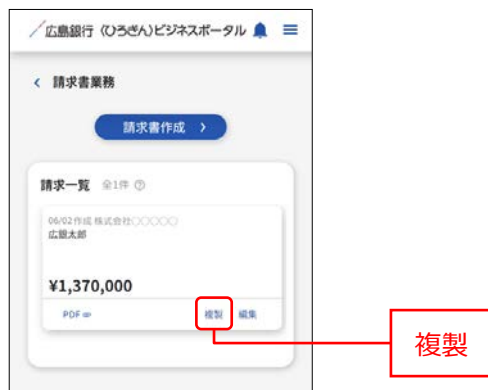 広島銀行〈ひろぎん〉ビジネスポータル
< 請求書業務
請求書作成 >
請求一覧 全1件 ?
06/02作成 株式会社〇〇〇〇〇
広銀太郎
¥1,370,000
PDF 複製 編集
複製